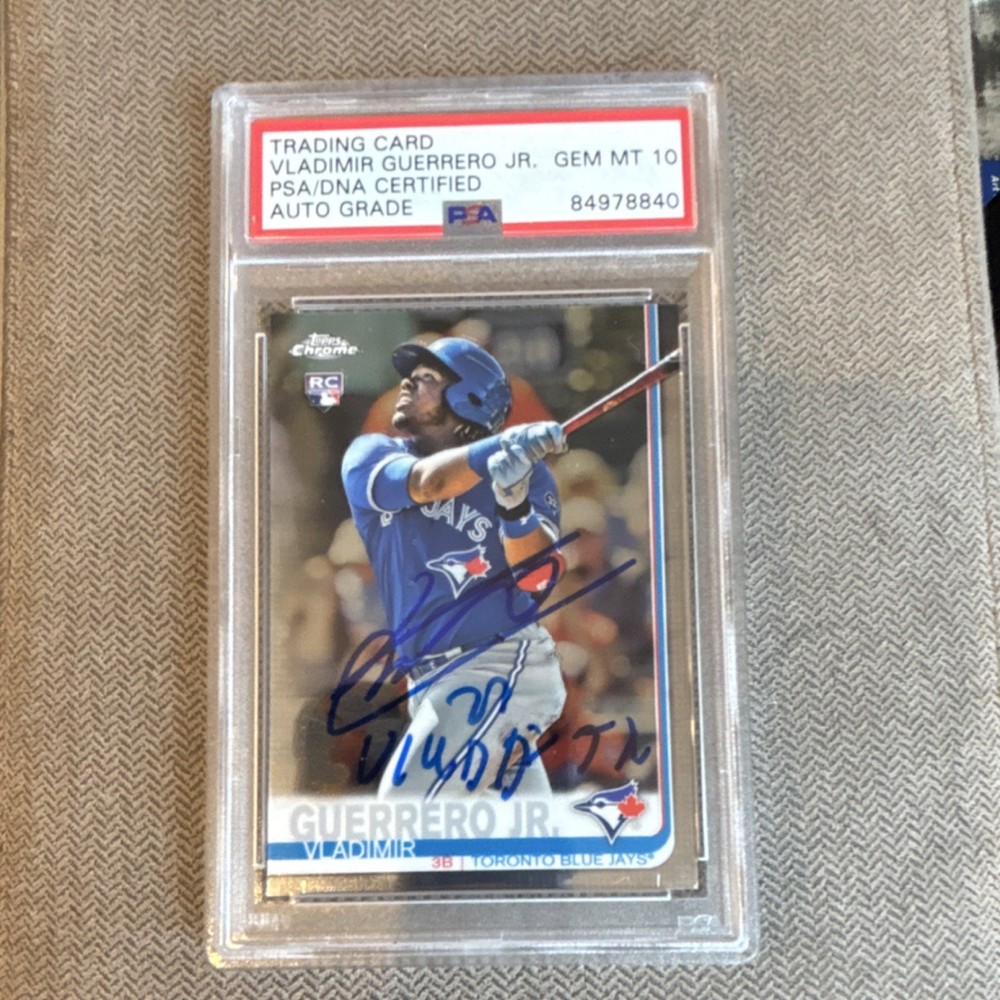 TRADING CARD
VLADIMIR GUERRERO JR. GEM MT 10
PSA/DNA CERTIFIED
AUTO GRADE PSA 84978840
Topps
Chrome
RC
JAYS
27
GUERRERO JR.
VLADIMIR
3B | TORONTO BLUE JAYS